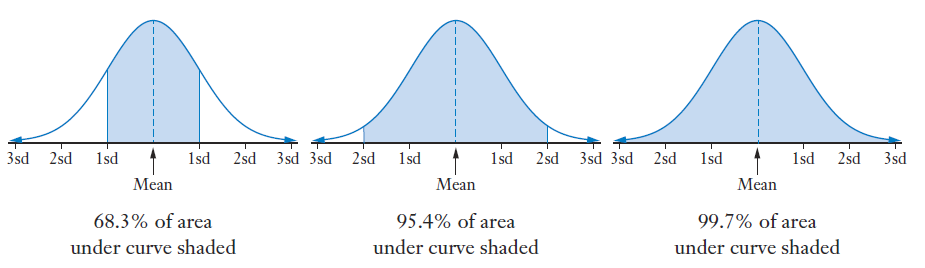 3sd 2sd 1sd 1sd 2sd 3sd 3sd 2sd 1sd 1sd 2sd 3sd 3sd 2sd 1sd 1sd 2sd 3sd
Mean Mean Mean
68.3% of area
under curve shaded
95.4% of area
under curve shaded
99.7% of area
under curve shaded